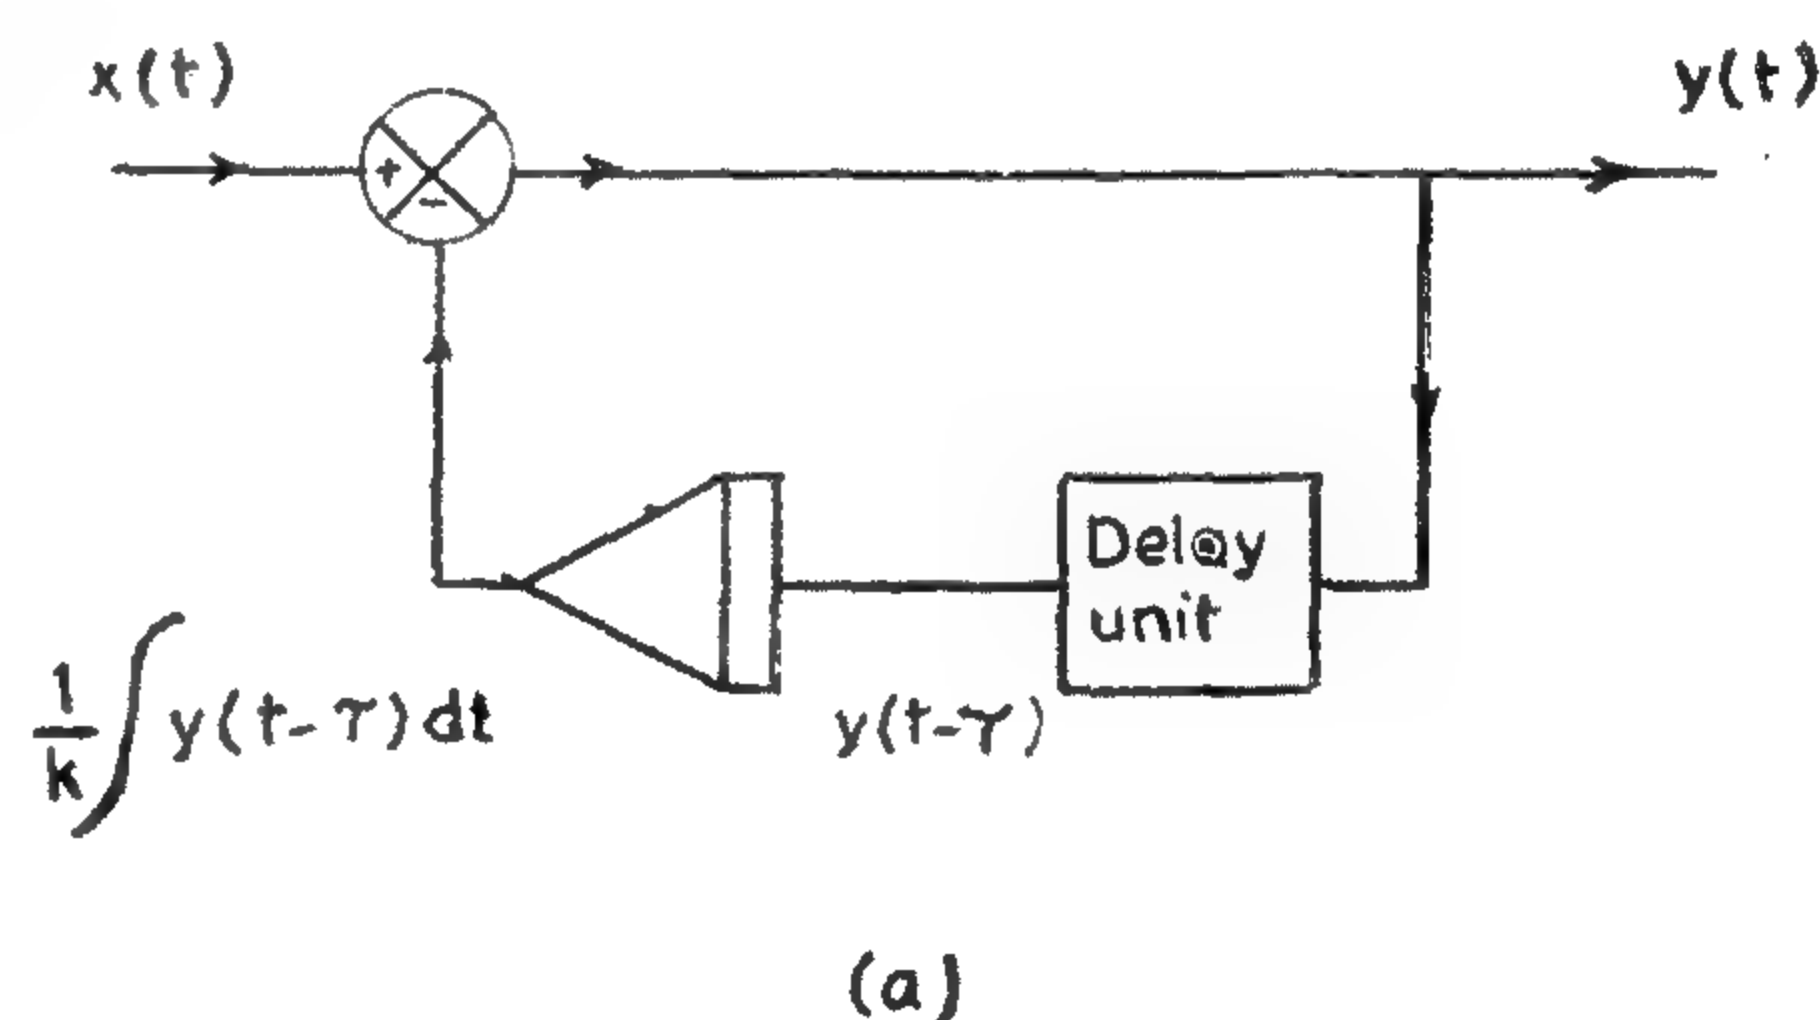 x(t)
y(t)
+
−
Delay
unit
1/k ∫ y(t-τ) dt
y(t-τ)
(a)